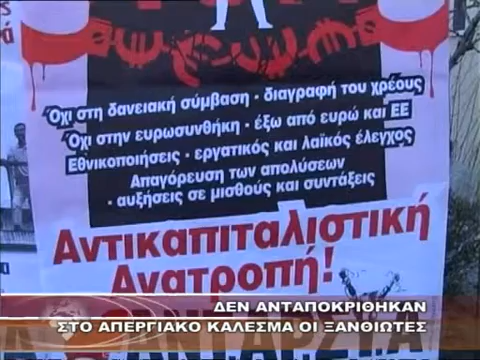 Όχι στη δανειακή σύμβαση - διαγραφή του χρέους
Όχι στην ευρωσυνθήκη - έξω από ευρώ και ΕΕ
Εθνικοποιήσεις - εργατικός και λαϊκός έλεγχος
Απαγόρευση των απολύσεων
- αυξήσεις σε μισθούς και συντάξεις
Αντικαπιταλιστική
Ανατροπή!
ΔΕΝ ΑΝΤΑΠΟΚΡΙΘΗΚΑΝ
ΣΤΟ ΑΠΕΡΓΙΑΚΟ ΚΑΛΕΣΜΑ ΟΙ ΞΑΝΘΙΩΤΕΣ